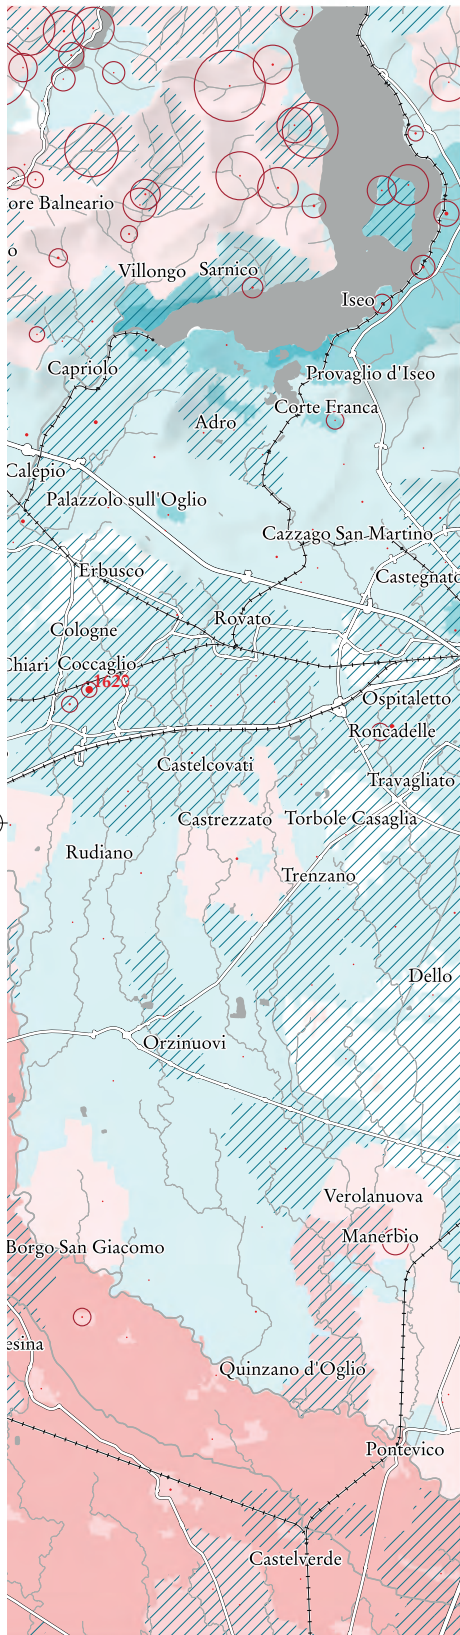 ore Balneario
ó
Villongo
Sarnico
Iseo
Capriolo
Provaglio d'Iseo
Corte Franca
Adro
Calepio
Palazzolo sull'Oglio
Cazzago San Martino
Erbusco
Castegnato
Rovato
Cologne
Chiari
Coccaglio
Ospitaletto
Roncadelle
Castelcovati
Travagliato
Castrezzato
Torbole Casaglia
Rudiano
Trenzano
Dello
Orzinuovi
Verolanuova
Manerbio
Borgo San Giacomo
esina
Quinzano d'Oglio
Pontevico
Castelverde